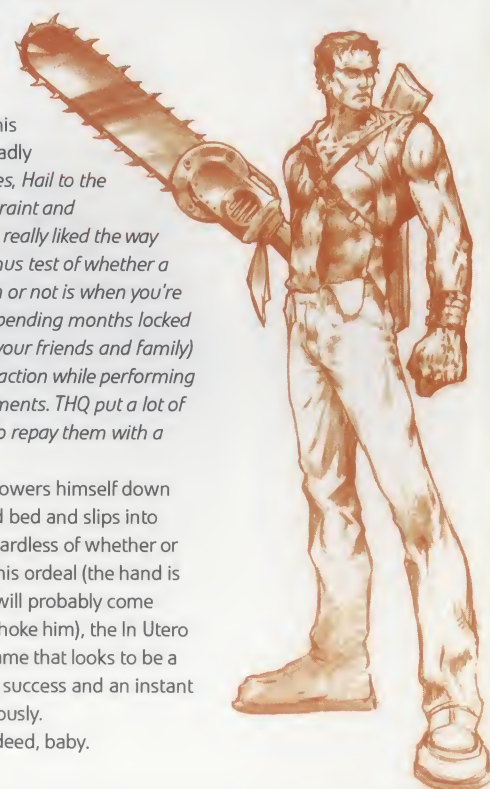 his
adly
es, Hail to the
raint and
really liked the way
nus test of whether a
n or not is when you're
pending months locked
your friends and family)
action while performing
ments. THQ put a lot of
o repay them with a
owers himself down
d bed and slips into
ardless of whether or
his ordeal (the hand is
will probably come
hoke him), the In Utero
ame that looks to be a
success and an instant
ously.
deed, baby.